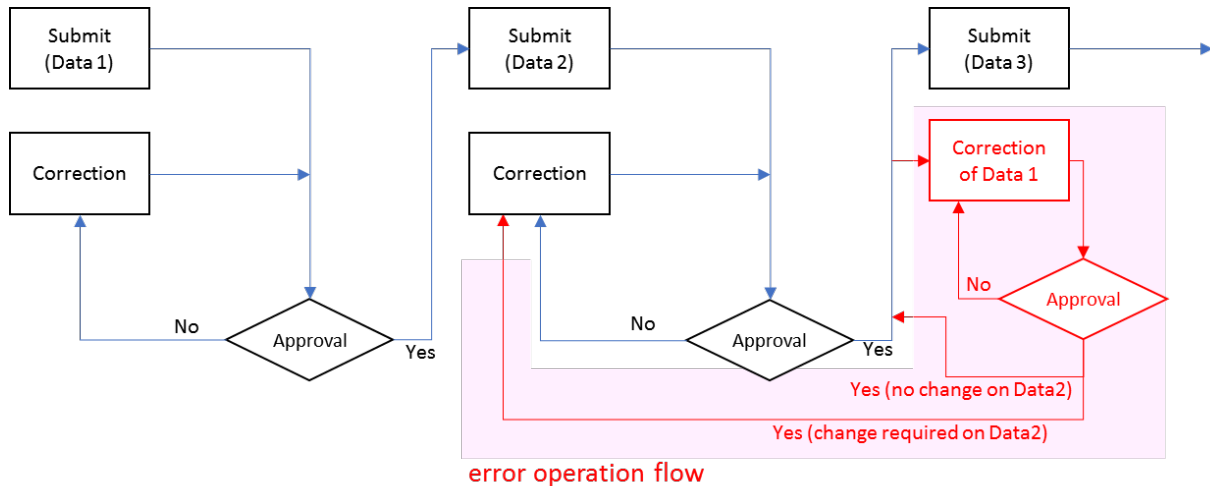 Submit
(Data 1)
Submit
(Data 2)
Submit
(Data 3)
Correction
Correction
Correction
of Data 1
No
Approval
Yes
No
Approval
Yes
No
Approval
Yes (no change on Data2)
Yes (change required on Data2)
error operation flow